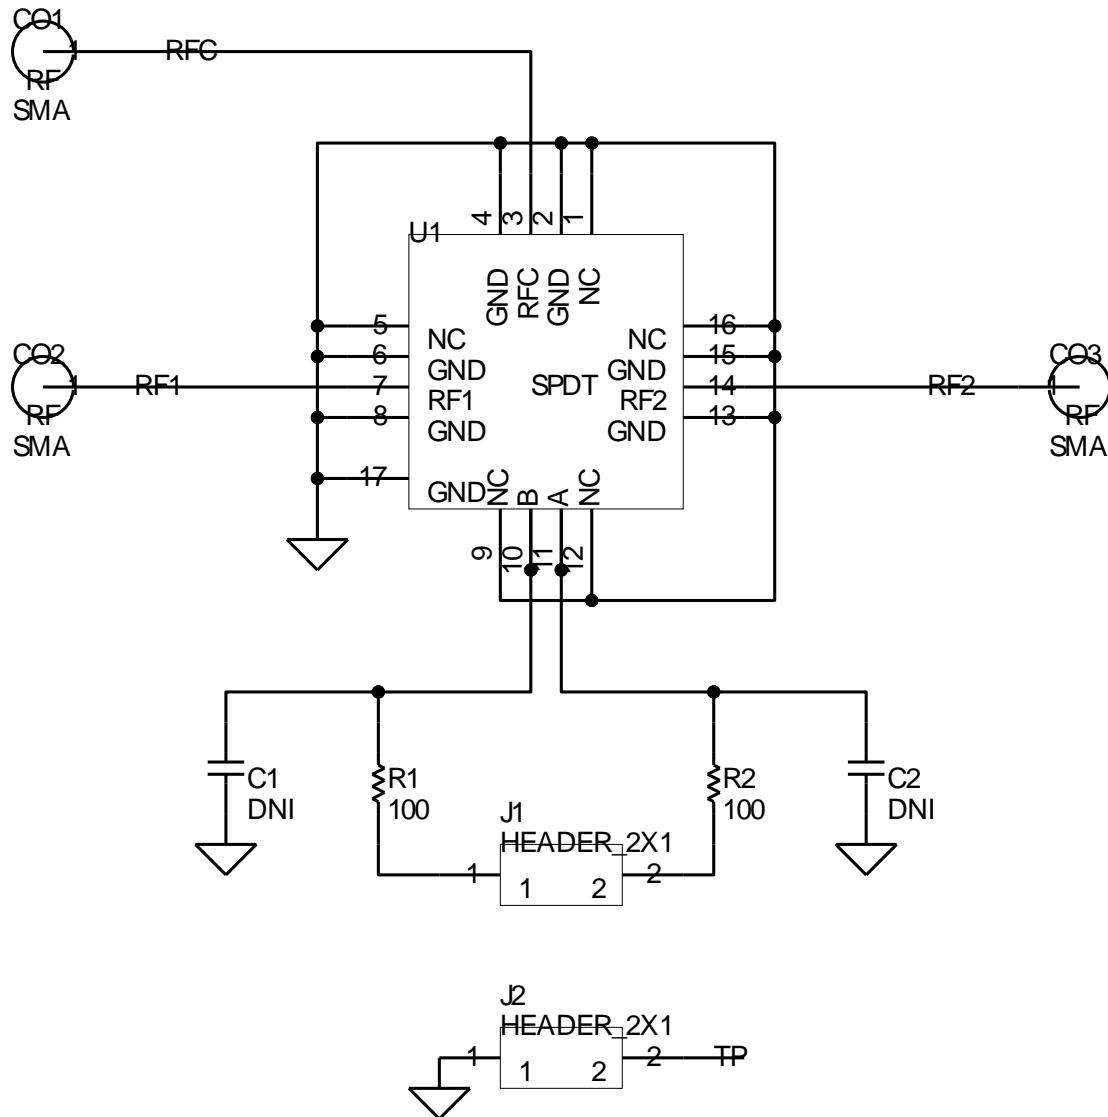 CO1
1
RFC
RF
SMA
4
3
2
1
U1
GND
RFC
GND
NC
5
NC
6
GND
7
RF1
8
GND
17
GND
SPDT
16
NC
15
GND
14
RF2
13
GND
CO2
1
RF1
RF
SMA
RF2
CO3
1
RF
SMA
NC
B
A
NC
9
10
11
12
C1
DNI
R1
100
R2
100
C2
DNI
J1
HEADER_2X1
1
1
2
2
J2
HEADER_2X1
1
1
2
2
TP